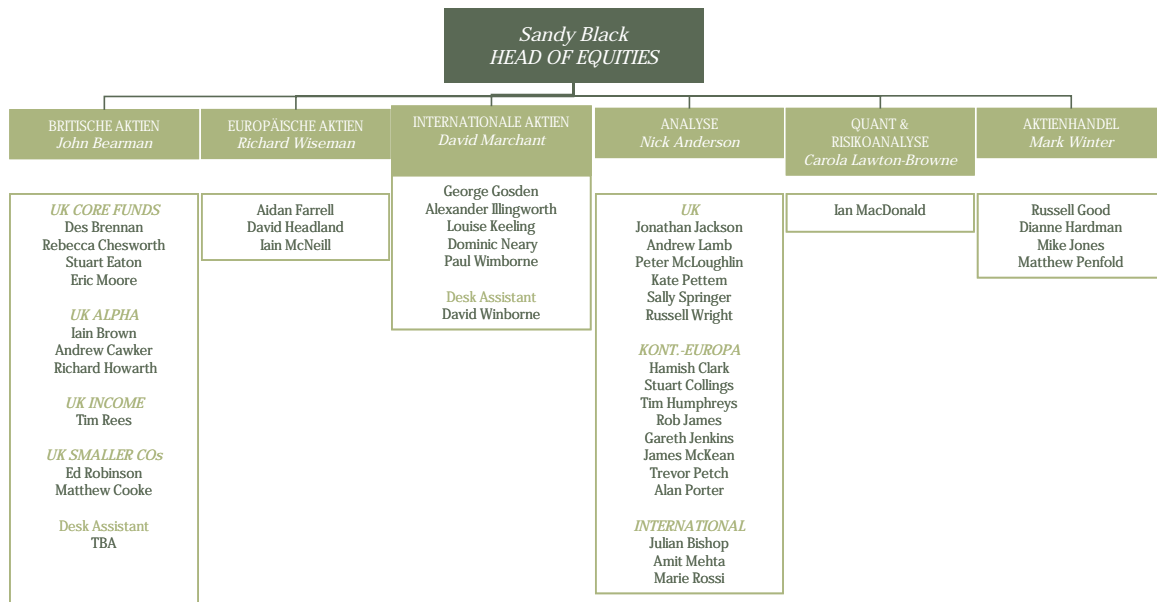 Sandy Black
HEAD OF EQUITIES
BRITISCHE AKTIEN
John Bearman
EUROPÄISCHE AKTIEN
Richard Wiseman
INTERNATIONALE AKTIEN
David Marchant
ANALYSE
Nick Anderson
QUANT &
RISIKOANALYSE
Carola Lawton-Browne
AKTIENHANDEL
Mark Winter
UK CORE FUNDS
Des Brennan
Rebecca Chesworth
Stuart Eaton
Eric Moore
UK ALPHA
Iain Brown
Andrew Cawker
Richard Howarth
UK INCOME
Tim Rees
UK SMALLER COs
Ed Robinson
Matthew Cooke
Desk Assistant
TBA
Aidan Farrell
David Headland
Iain McNeill
George Gosden
Alexander Illingworth
Louise Keeling
Dominic Neary
Paul Wimborne
Desk Assistant
David Winborne
UK
Jonathan Jackson
Andrew Lamb
Peter McLoughlin
Kate Pettem
Sally Springer
Russell Wright
KONT.-EUROPA
Hamish Clark
Stuart Collings
Tim Humphreys
Rob James
Gareth Jenkins
James McKean
Trevor Petch
Alan Porter
INTERNATIONAL
Julian Bishop
Amit Mehta
Marie Rossi
Ian MacDonald
Russell Good
Dianne Hardman
Mike Jones
Matthew Penfold